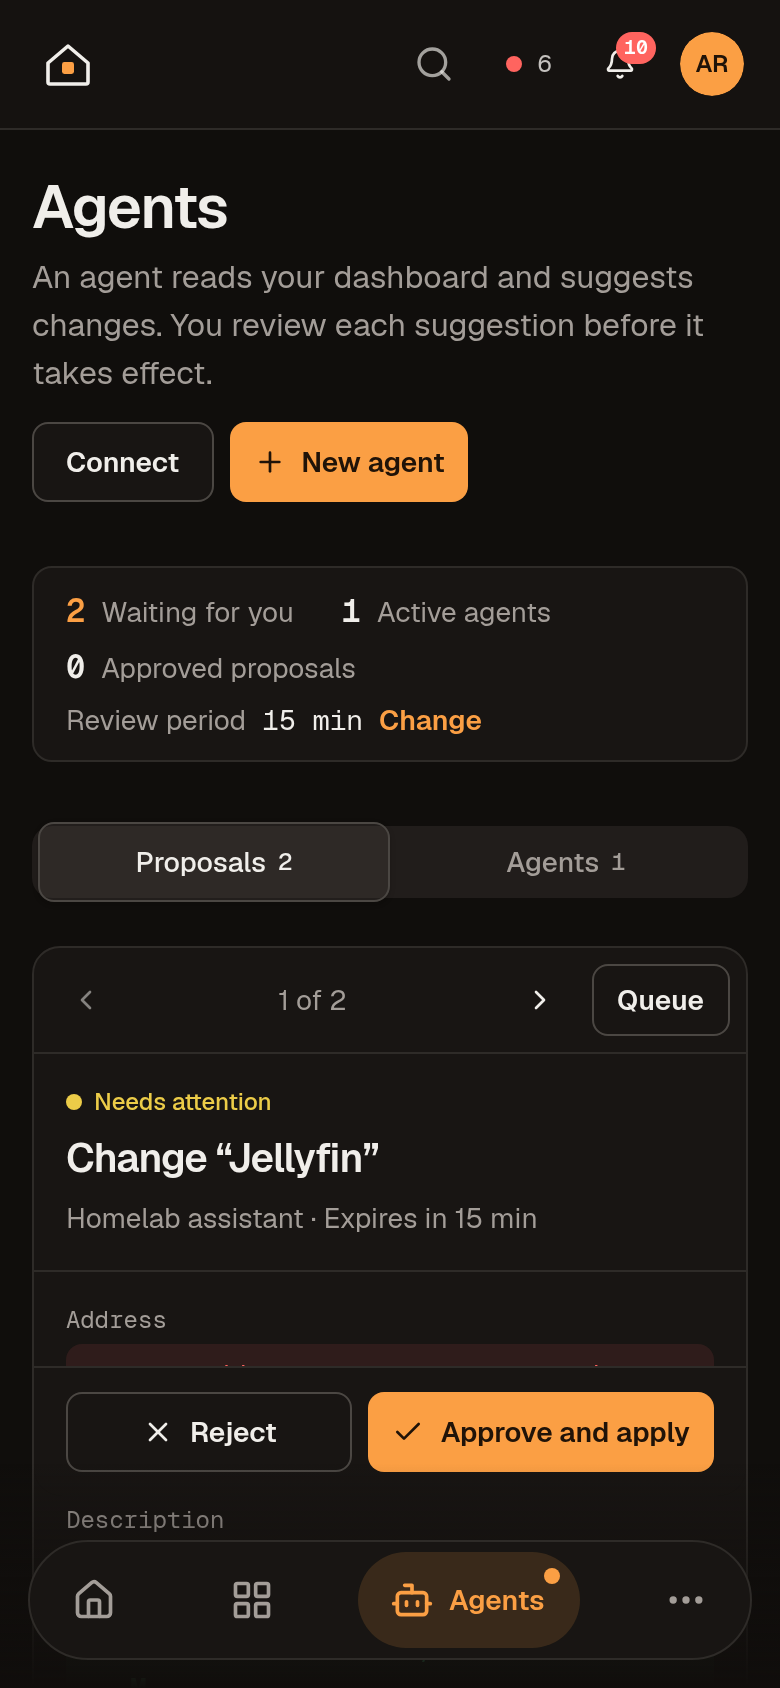 6
10
AR
Agents
An agent reads your dashboard and suggests
changes. You review each suggestion before it
takes effect.
Connect
New agent
2 Waiting for you 1 Active agents
0 Approved proposals
Review period 15 min Change
Proposals 2 Agents 1
1 of 2
Queue
Needs attention
Change “Jellyfin”
Homelab assistant · Expires in 15 min
Address
Reject
Approve and apply
Description
Agents